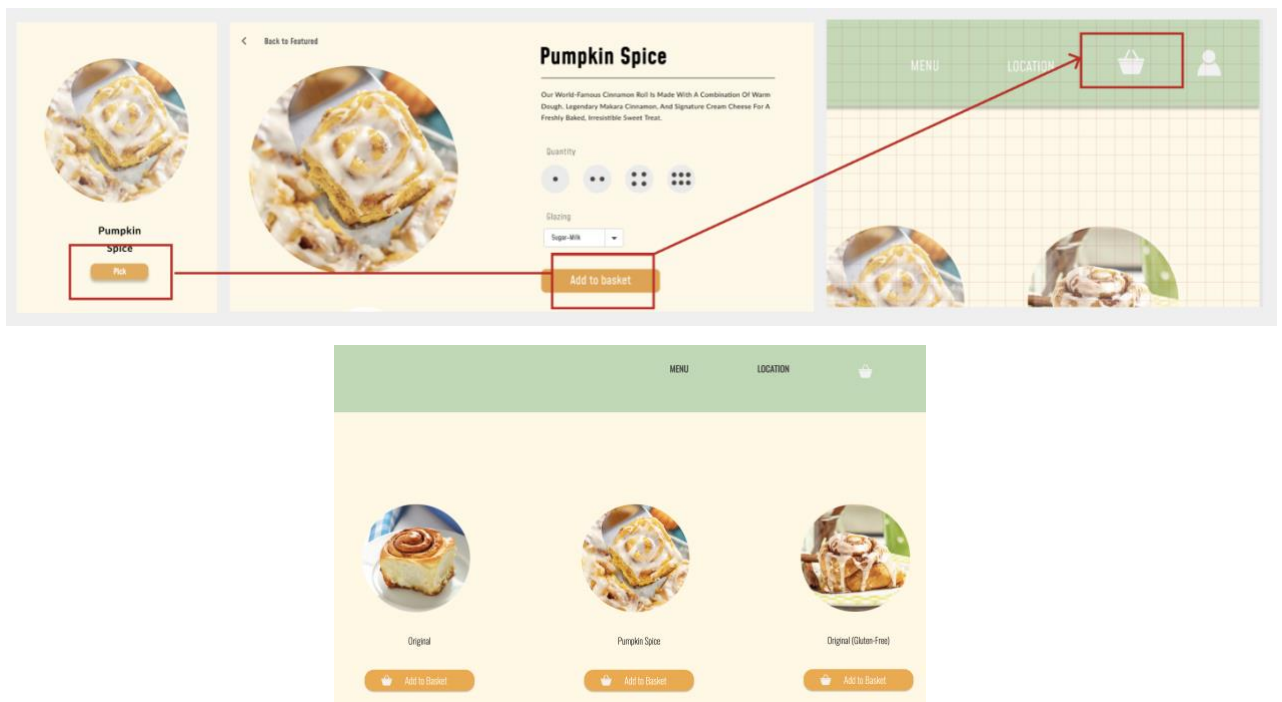 Back to Featured
Pumpkin Spice
Our World-Famous Cinnamon Roll Is Made With A Combination Of Warm
Dough, Legendary Makara Cinnamon, And Signature Cream Cheese For A
Freshly Baked, Irresistible Sweet Treat.
Quantity
Glazing
Sugar-Milk
Add to basket
Pumpkin
Spice
Pick
MENU LOCATION
MENU LOCATION
Original Pumpkin Spice Original (Gluten-Free)
Add to Basket Add to Basket Add to Basket